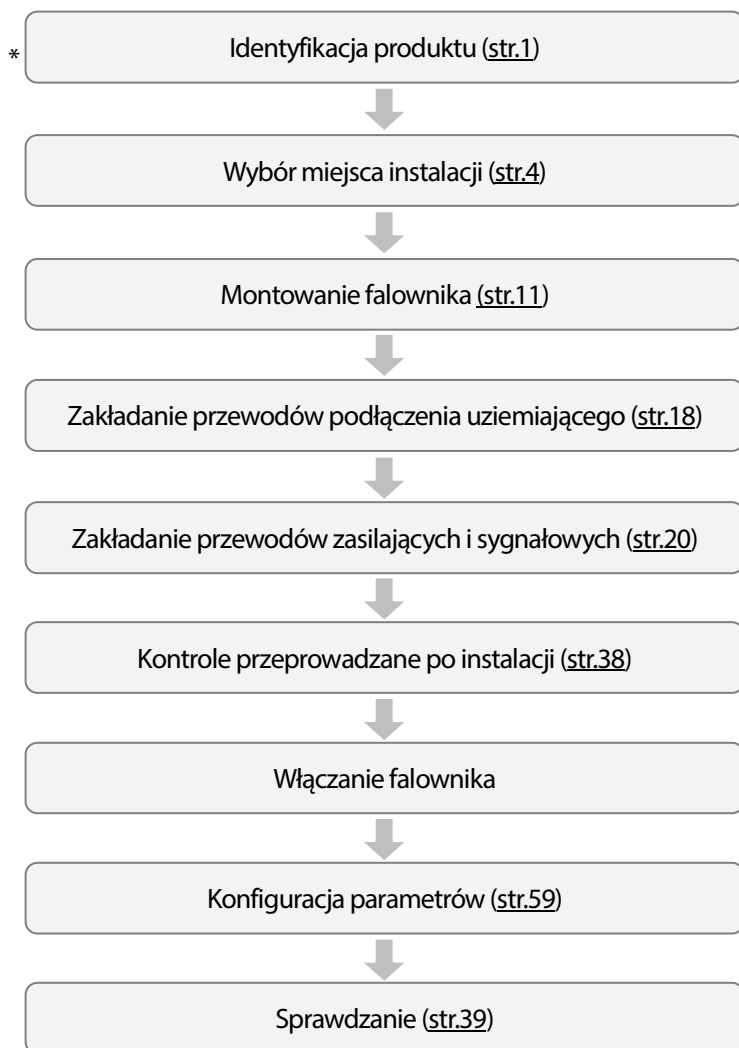 * Identyfikacja produktu (str.1)
Wybór miejsca instalacji (str.4)
Montowanie falownika (str.11)
Zakładanie przewodów podłączenia uziemiającego (str.18)
Zakładanie przewodów zasilających i sygnałowych (str.20)
Kontrole przeprowadzane po instalacji (str.38)
Włączanie falownika
Konfiguracja parametrów (str.59)
Sprawdzanie (str.39)